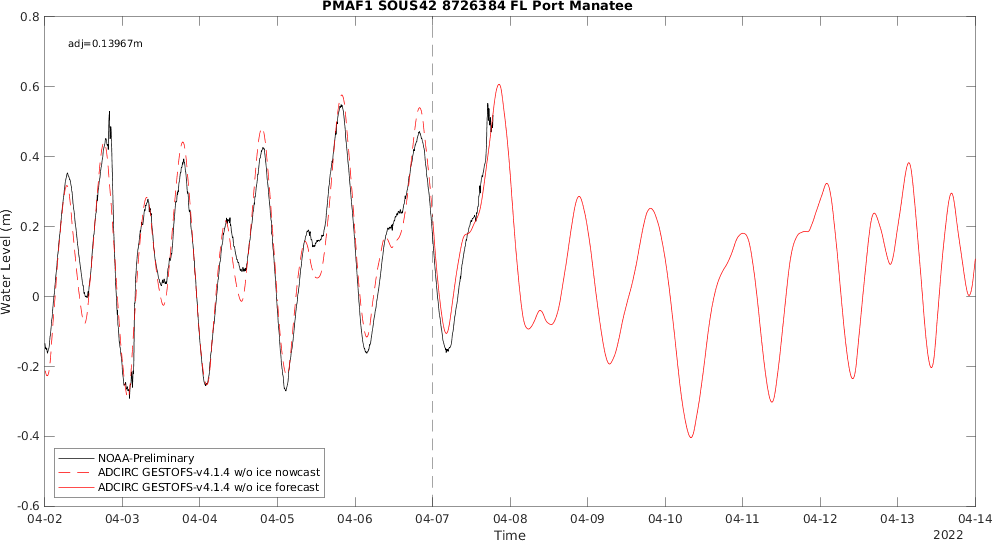 PMAF1 SOUS42 8726384 FL Port Manatee
0.8
adj=0.13967m
0.6
0.4
0.2
0
-0.2
-0.4
-0.6
Water Level (m)
NOAA-Preliminary
ADCIRC GESTOFS-v4.1.4 w/o ice nowcast
ADCIRC GESTOFS-v4.1.4 w/o ice forecast
04-02 04-03 04-04 04-05 04-06 04-07 04-08 04-09 04-10 04-11 04-12 04-13 04-14
Time
2022